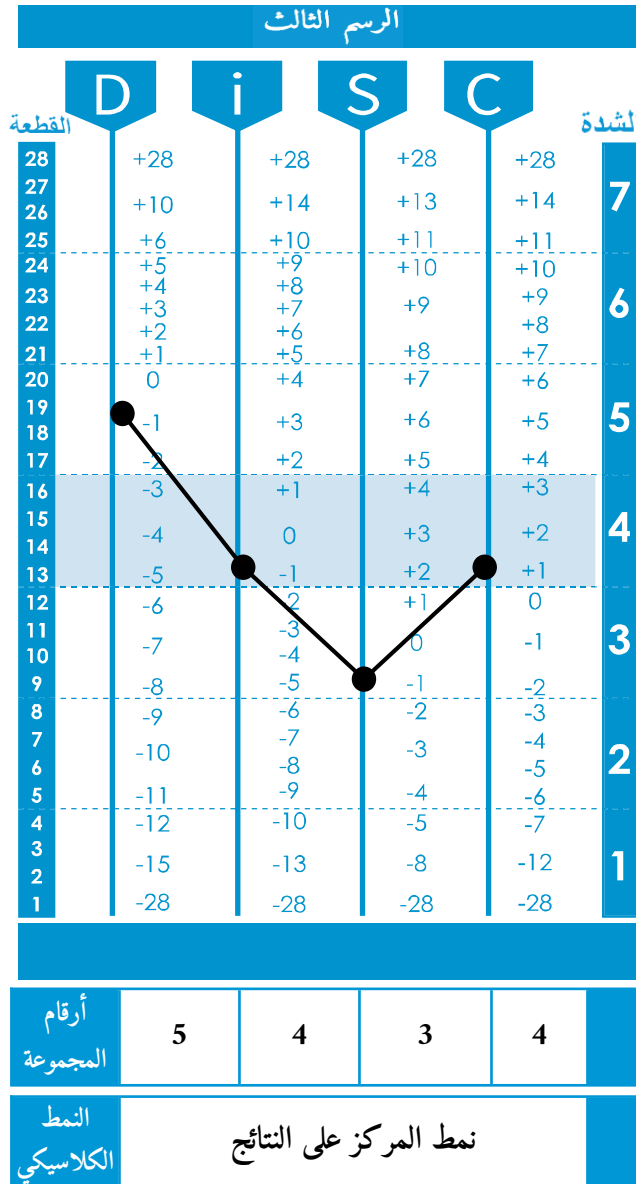 الرسم الثالث
D i S C
القطعة
لشدة
28 +28 +28 +28 +28
27
7
26 +10 +14 +13 +14
25 +6 +10 +11 +11
24 +5 +9 +10 +10
+4 +8
23 +3 +7 +9 +9
6
22 +2 +6 +8
21 +1 +5 +8 +7
20 0 +4 +7 +6
19
5
18 -1 +3 +6 +5
17 -2 +2 +5 +4
16 -3 +1 +4 +3
15
4
14 -4 0 +3 +2
13 -5 -1 +2 +1
12 -6 -2 +1 0
11 -3
3
10 -7 -4 0 -1
9 -8 -5 -1 -2
8 -9 -6 -2 -3
7 -7 -4
2
6 -10 -8 -3 -5
5 -11 -9 -4 -6
4 -12 -10 -5 -7
3
1
2 -15 -13 -8 -12
1 -28 -28 -28 -28
أرقام
المجموعة
5 4 3 4
النمط
الكلاسيكي
نمط المركز على النتائج